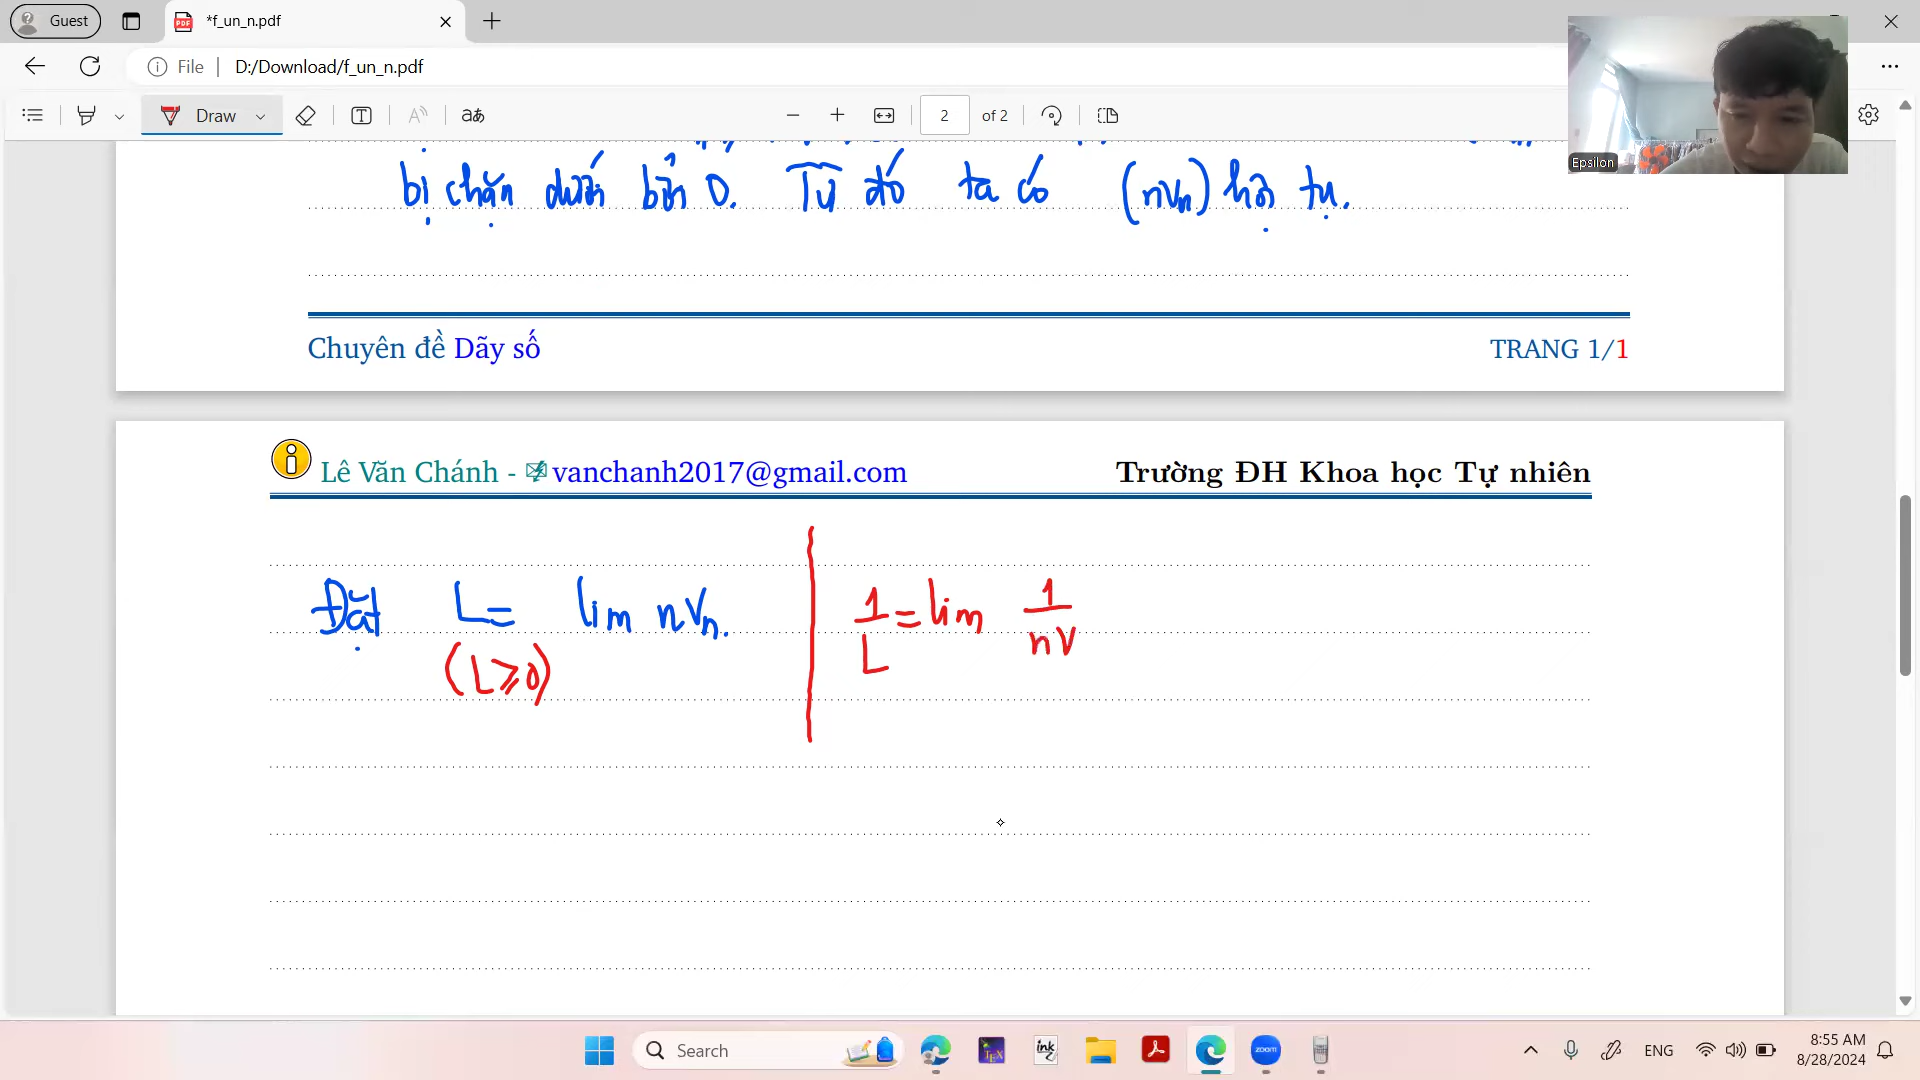 Guest
*f_un_n.pdf
File D:/Download/f_un_n.pdf
Draw
aあ
2 of 2
Epsilon
bị chặn dưới bởi 0. Từ đó ta có (nVn) hội tụ.
Chuyên đề Dãy số
TRANG 1/1
Lê Văn Chánh - vanchanh2017@gmail.com
Trường ĐH Khoa học Tự nhiên
Đặt L = lim nVn.
(L ⩾ 0)
1/L = lim 1/nV
Search
ENG
8:55 AM
8/28/2024